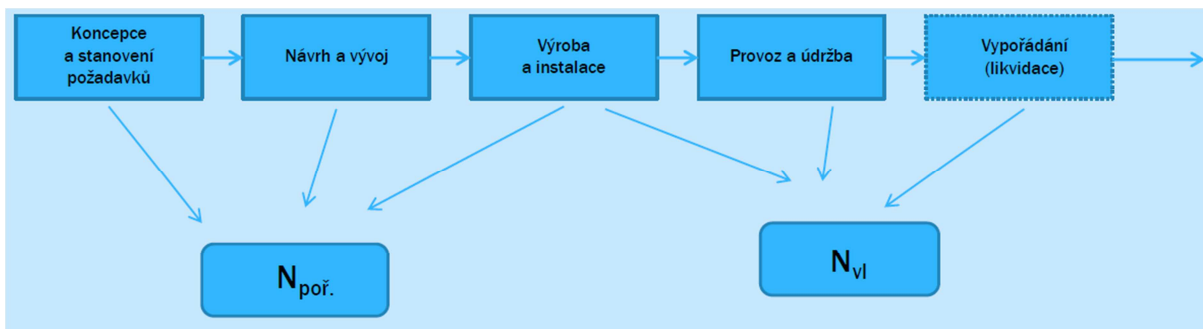 Koncepce
a stanovení
požadavků
Návrh a vývoj
Výroba
a instalace
Provoz a údržba
Vypořádání
(likvidace)
Npoř.
Nvl